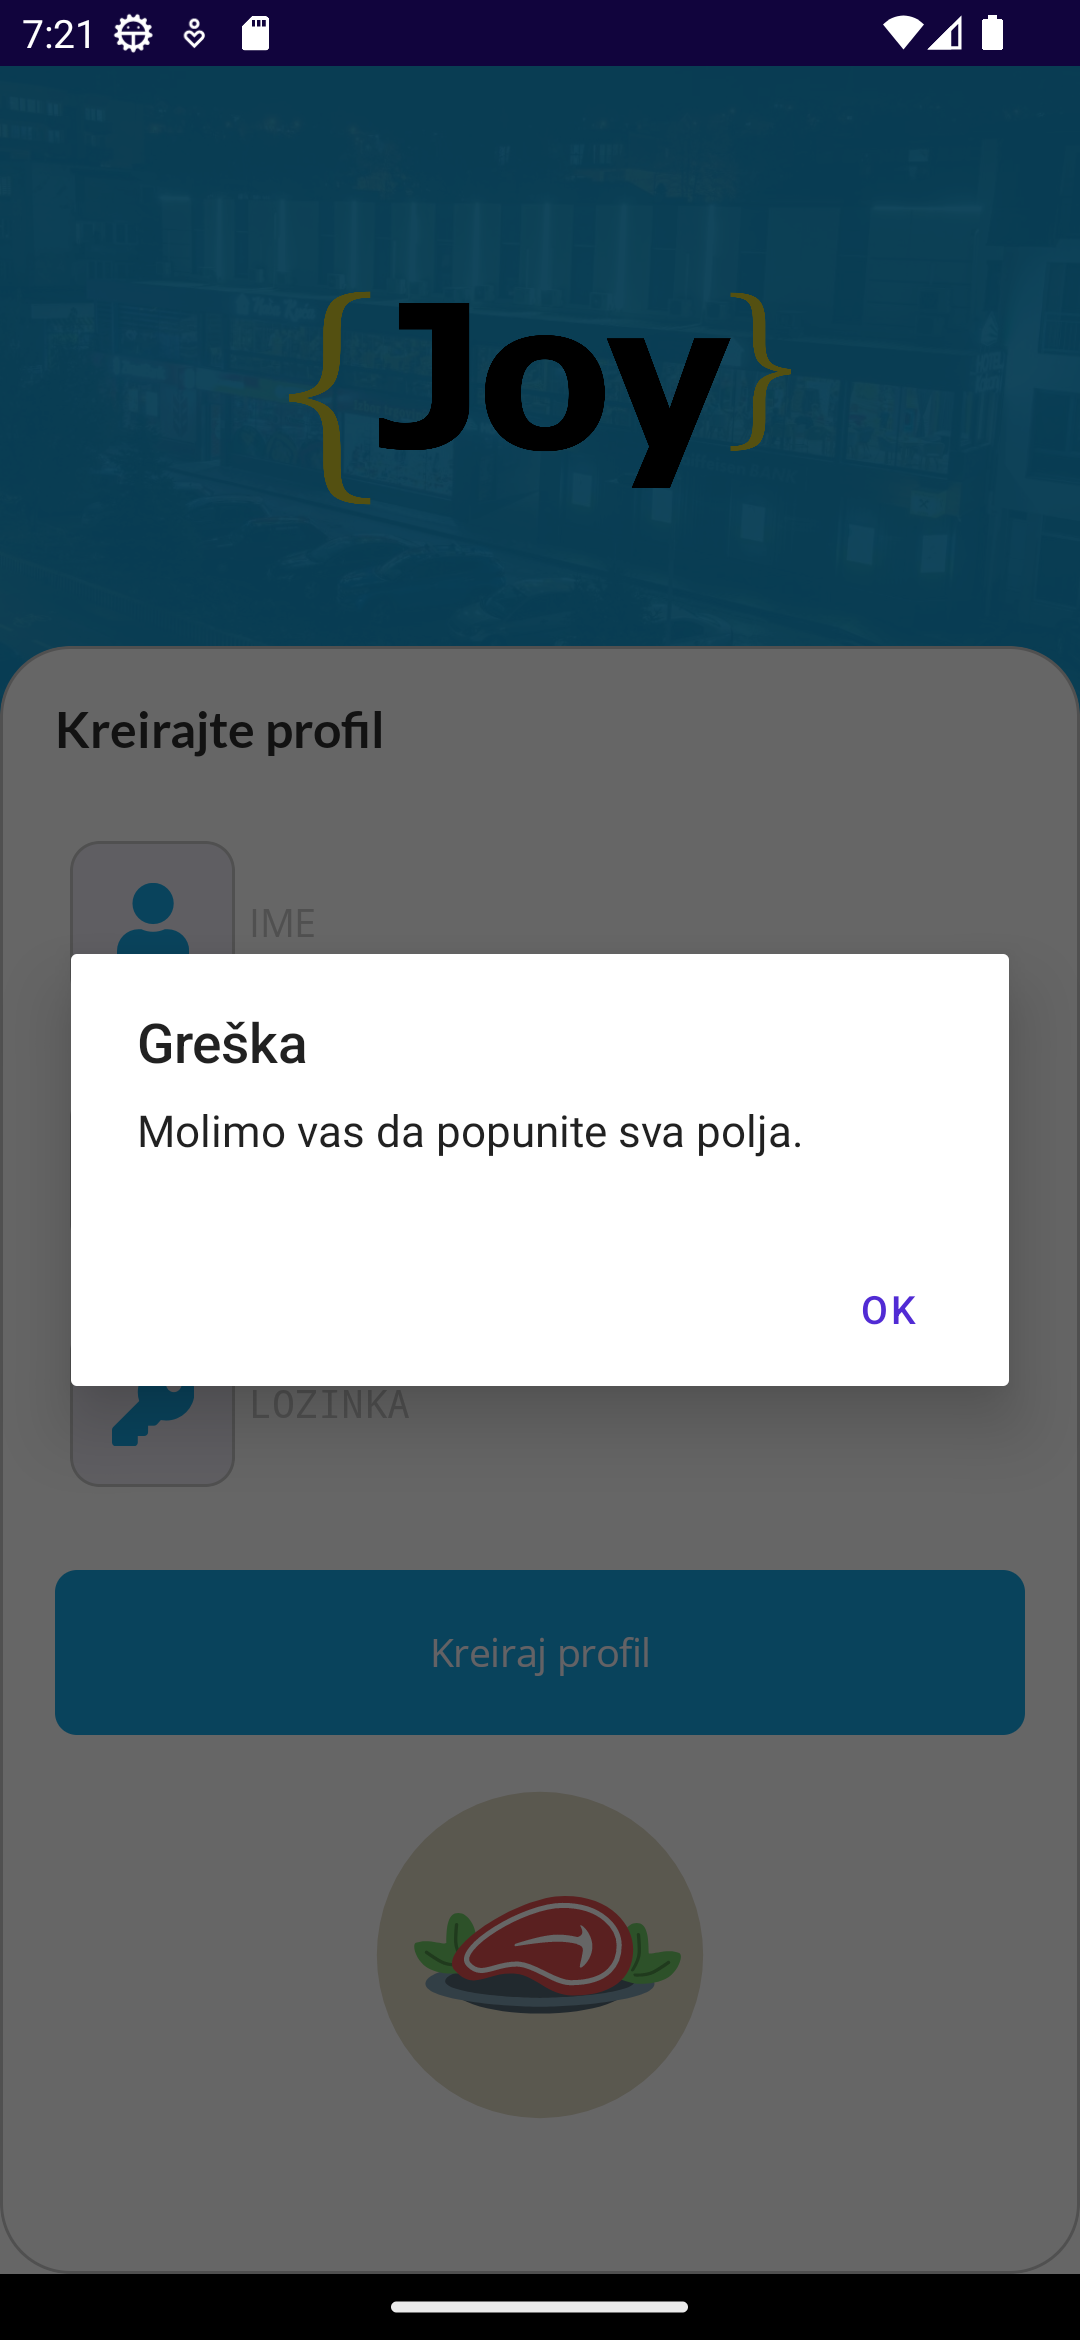 7:21
{Joy}
Kreirajte profil
IME
Greška
Molimo vas da popunite sva polja.
OK
LOZINKA
Kreiraj profil